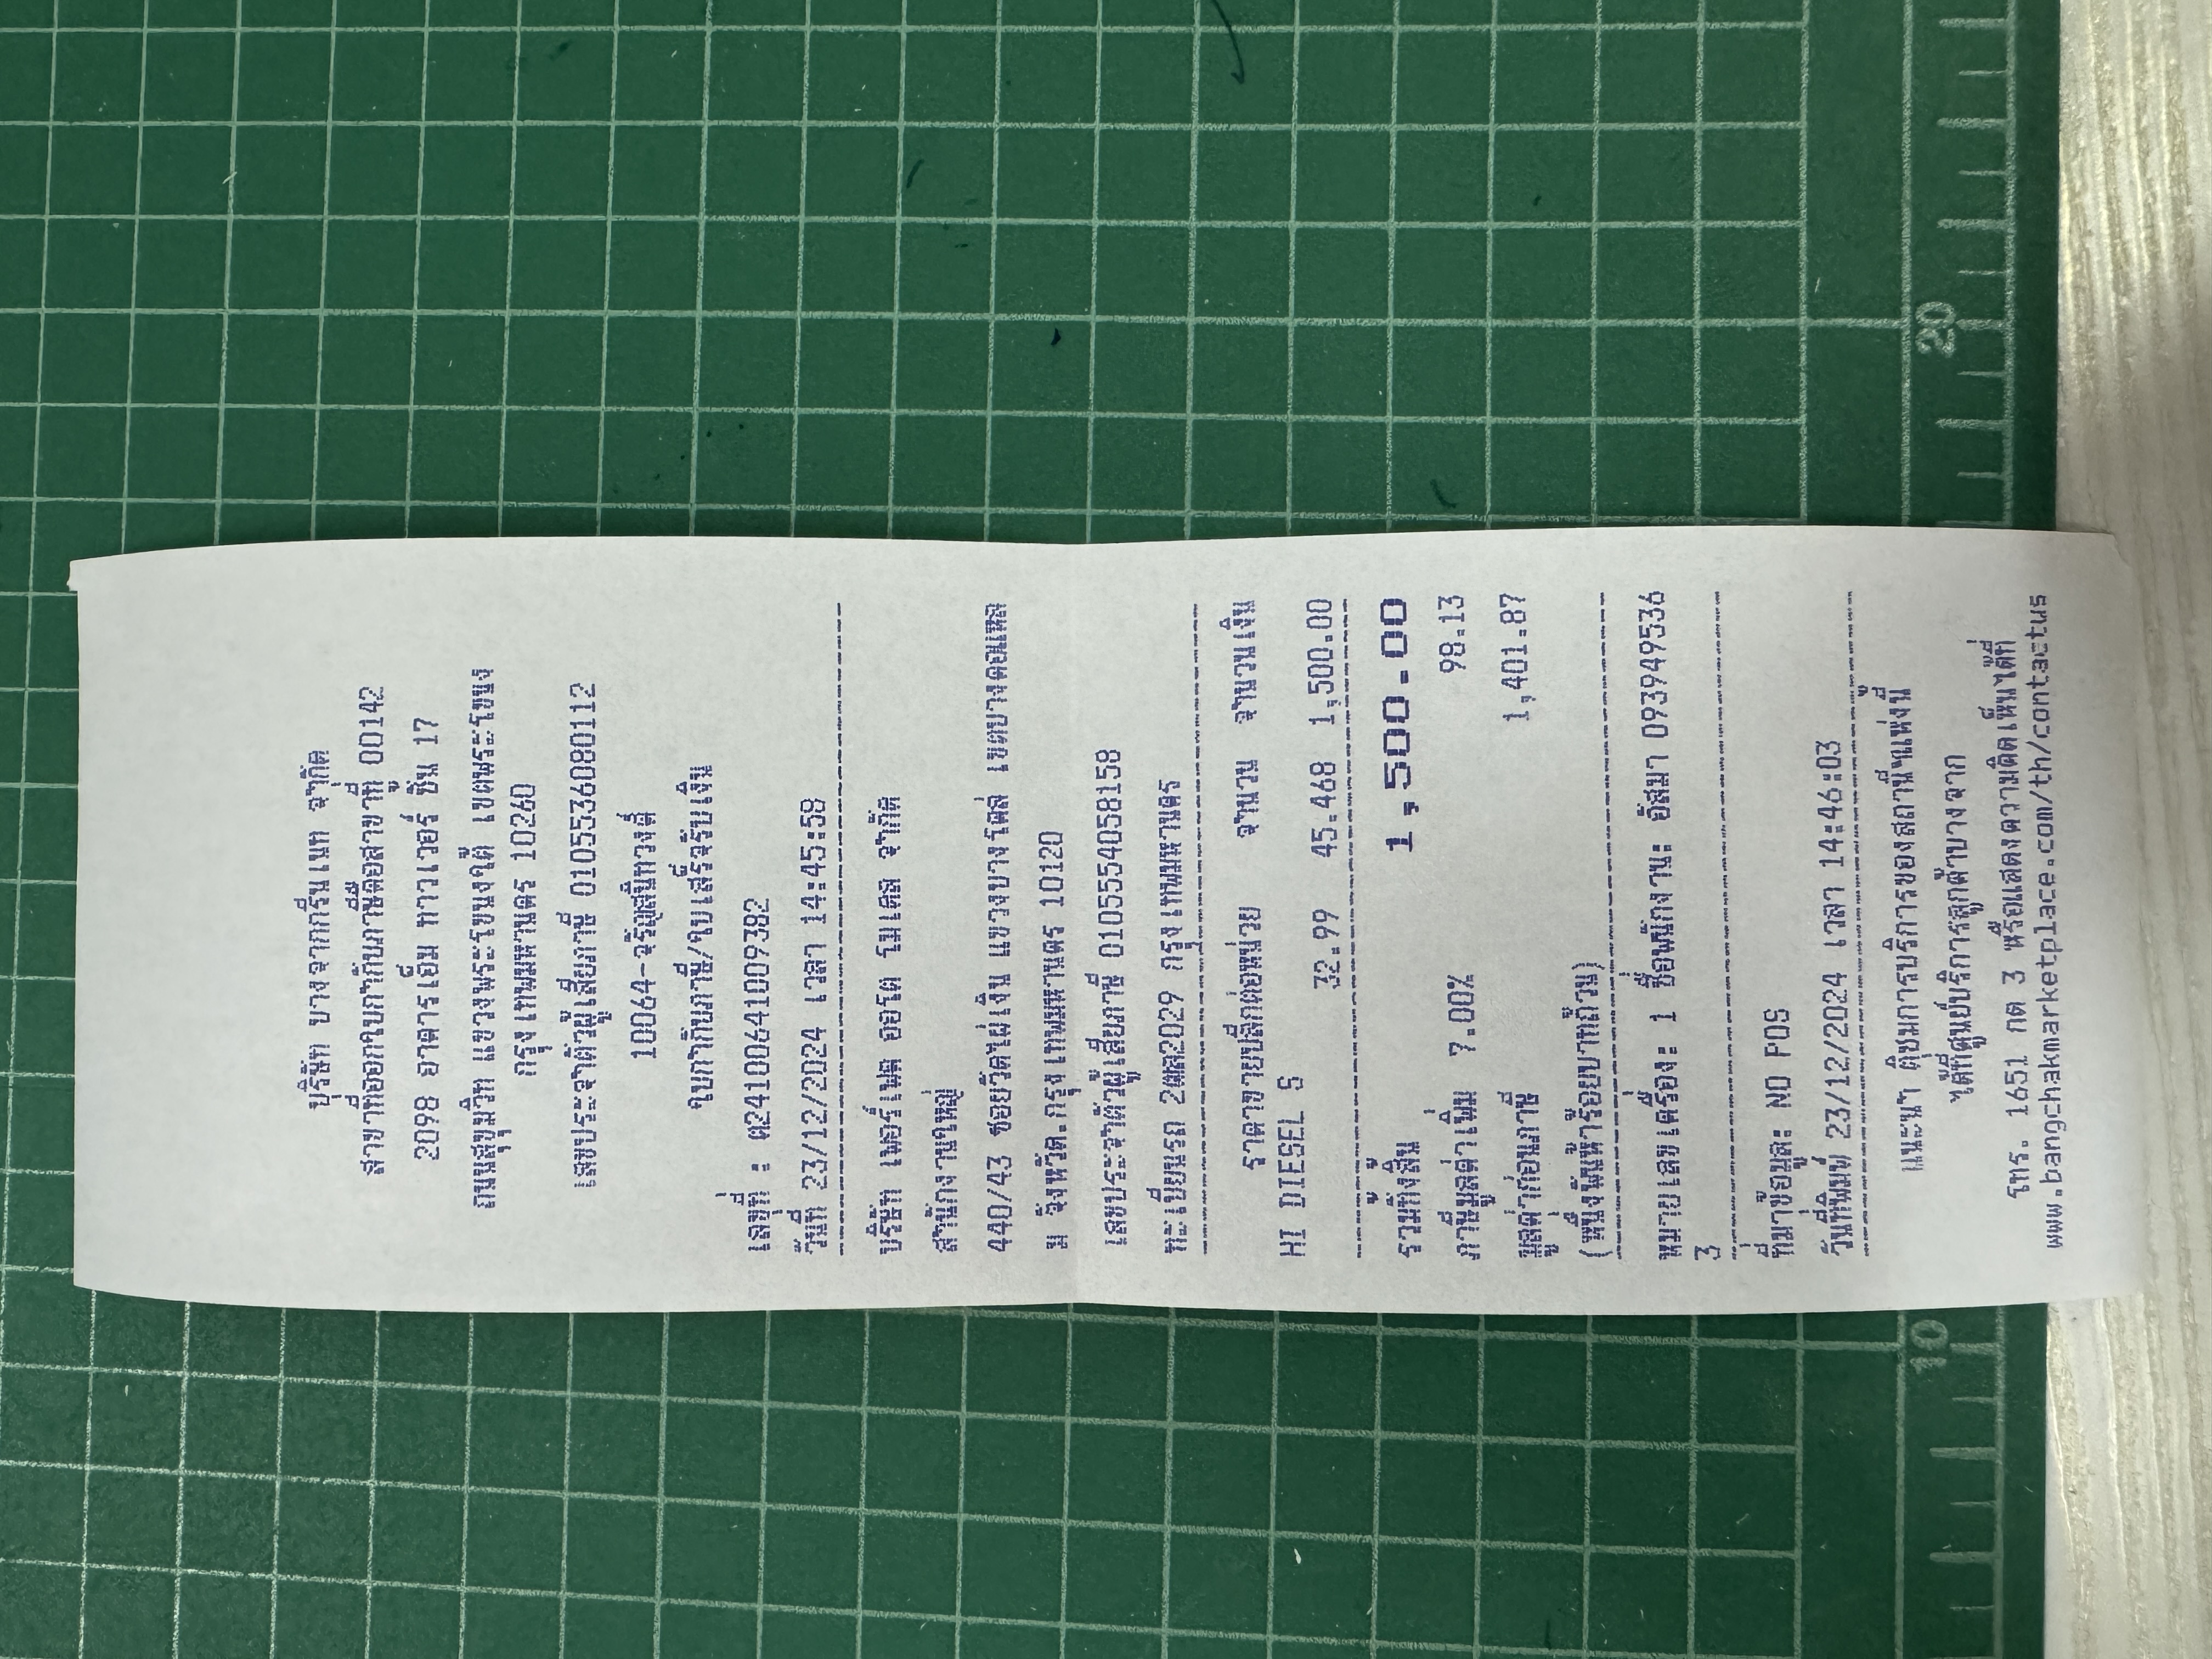 บริษัท บางจากกรีนเนท จำกัด
สาขาที่ออกใบกำกับภาษีคือสาขาที่ 00142
2098 อาคารเอ็ม ทาวเวอร์ ชั้น 17
ถนนสุขุมวิท แขวงพระโขนงใต้ เขตพระโขนง
กรุงเทพมหานคร 10260
เลขประจำตัวผู้เสียภาษี 0105536080112
10064-จรัญสนิทวงศ์
ใบกำกับภาษี/ใบเสร็จรับเงิน
เลขที่ : ต24100641009382
วันที่ 23/12/2024 เวลา 14:45:58
บริษัท เพอร์เฟค ออโต โมเดล จำกัด
สำนักงานใหญ่
440/43 ซอยวัดไผ่เงิน แขวงบางโคล่ เขตบางคอแหล
ม จังหวัด.กรุงเทพมหานคร 10120
เลขประจำตัวผู้เสียภาษี 0105554058158
ทะเบียนรถ 2ฒล2029 กรุงเทพมหานคร
ราคาขายปลีกต่อหน่วย จำนวน จำนวนเงิน
HI DIESEL S
32.99 45.468 1,500.00
รวมทั้งสิ้น 1,500.00
ภาษีมูลค่าเพิ่ม 7.00% 98.13
มูลค่าก่อนภาษี 1,401.87
(หนึ่งพันห้าร้อยบาทถ้วน)
หมายเลขเครื่อง: 1 ชื่อพนักงาน: อัสมา 093949536
3
ที่มาข้อมูล: NO POS
วันที่พิมพ์ 23/12/2024 เวลา 14:46:03
แนะนำ ติชมการบริการของสถานีฯแห่งนี้
ได้ที่ศูนย์บริการลูกค้าบางจาก
โทร. 1651 กด 3 หรือแสดงความคิดเห็นได้ที่
www.bangchakmarketplace.com/th/contactus
10
20